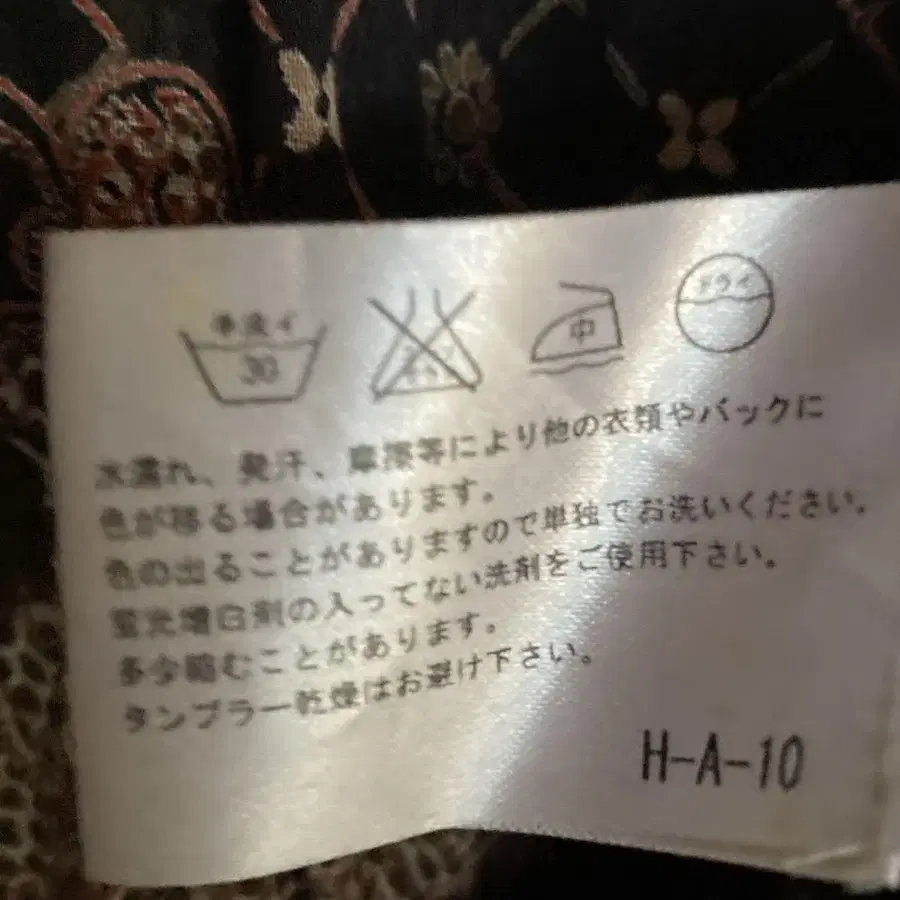 手洗イ
30
中
ドライ
水濡れ、発汗、摩擦等により他の衣類やバックに
色が移る場合があります。
色の出ることがありますので単独でお洗いください。
蛍光増白剤の入ってない洗剤をご使用下さい。
多少縮むことがあります。
タンブラー乾燥はお避け下さい。
H-A-10